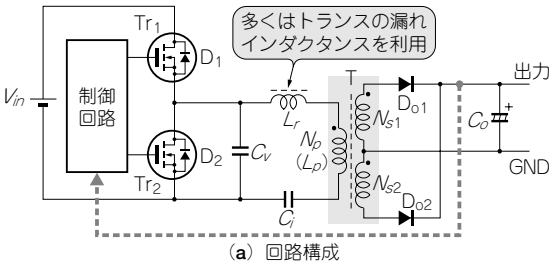 多くはトランスの漏れ
インダクタンスを利用
Tr1
D1
T
出力
Do1
Vin
制御
回路
Lr
Np
(Lp)
Ns1
Co
+
Cv
D2
Tr2
Ns2
GND
Ci
Do2
(a) 回路構成